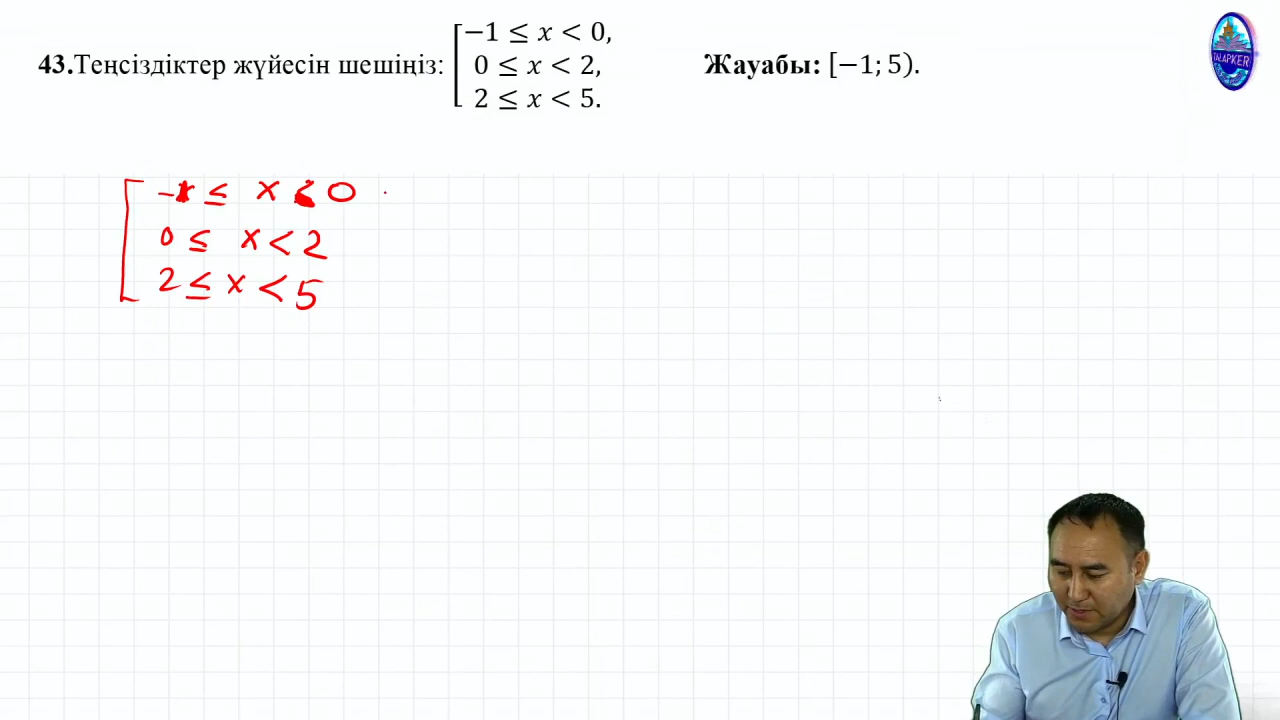 43.Теңсіздіктер жүйесін шешіңіз: [ −1 ≤ x < 0,
0 ≤ x < 2,
2 ≤ x < 5.
Жауабы: [−1; 5).
TALAPKER
-1 ≤ x < 0
0 ≤ x < 2
2 ≤ x < 5